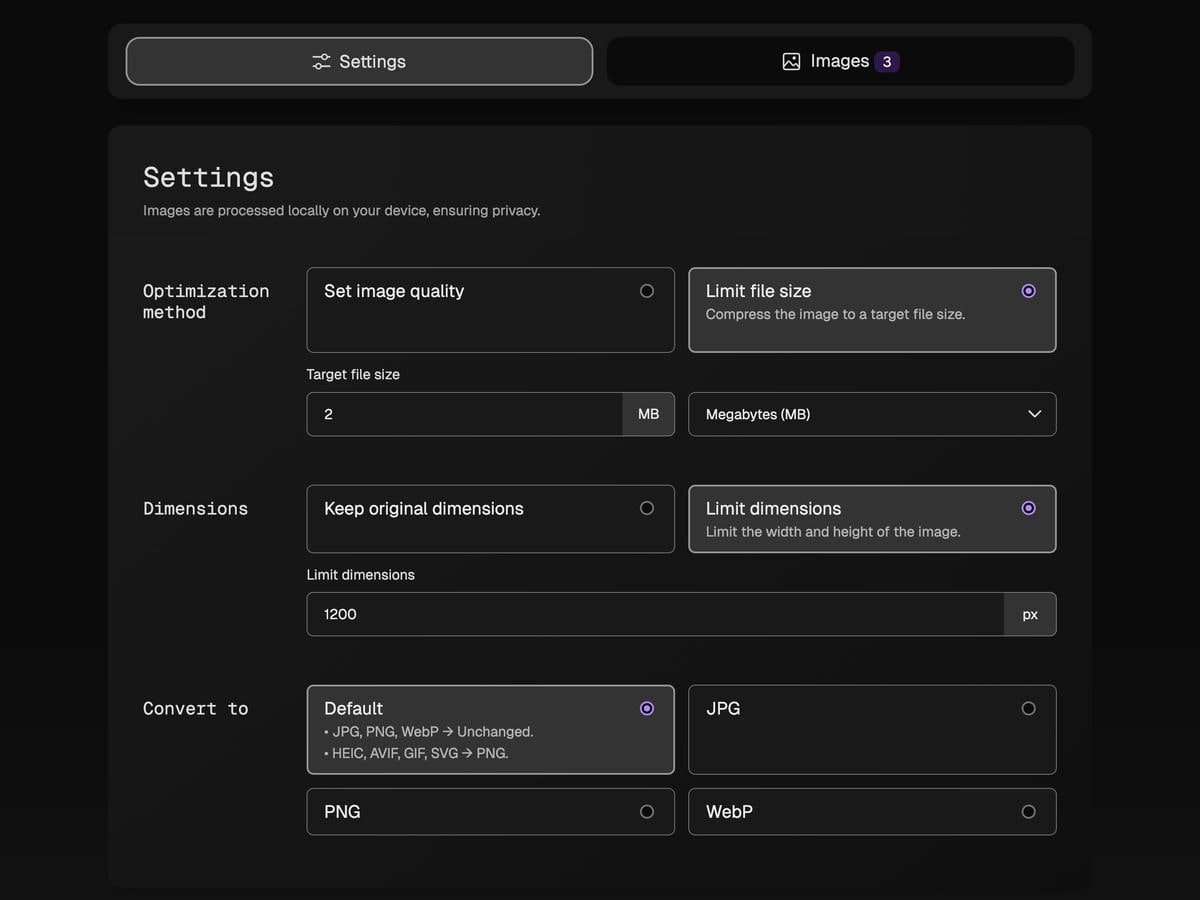 Settings
Images 3
Settings
Images are processed locally on your device, ensuring privacy.
Optimization
method
Set image quality
Limit file size
Compress the image to a target file size.
Target file size
2
MB
Megabytes (MB)
Dimensions
Keep original dimensions
Limit dimensions
Limit the width and height of the image.
Limit dimensions
1200
px
Convert to
Default
• JPG, PNG, WebP → Unchanged.
• HEIC, AVIF, GIF, SVG → PNG.
JPG
PNG
WebP